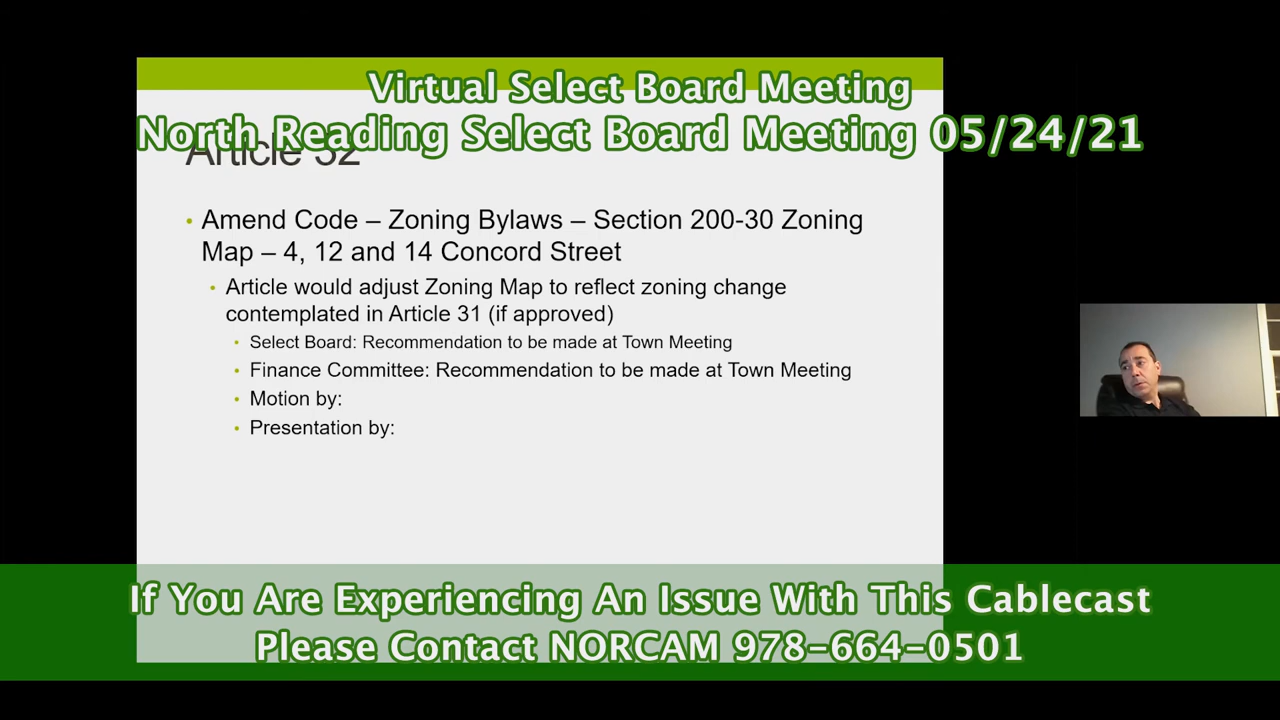 Virtual Select Board Meeting
North Reading Select Board Meeting 05/24/21
Article 32
• Amend Code – Zoning Bylaws – Section 200-30 Zoning
Map – 4, 12 and 14 Concord Street
• Article would adjust Zoning Map to reflect zoning change
contemplated in Article 31 (if approved)
• Select Board: Recommendation to be made at Town Meeting
• Finance Committee: Recommendation to be made at Town Meeting
• Motion by:
• Presentation by:
If You Are Experiencing An Issue With This Cablecast
Please Contact NORCAM 978-664-0501